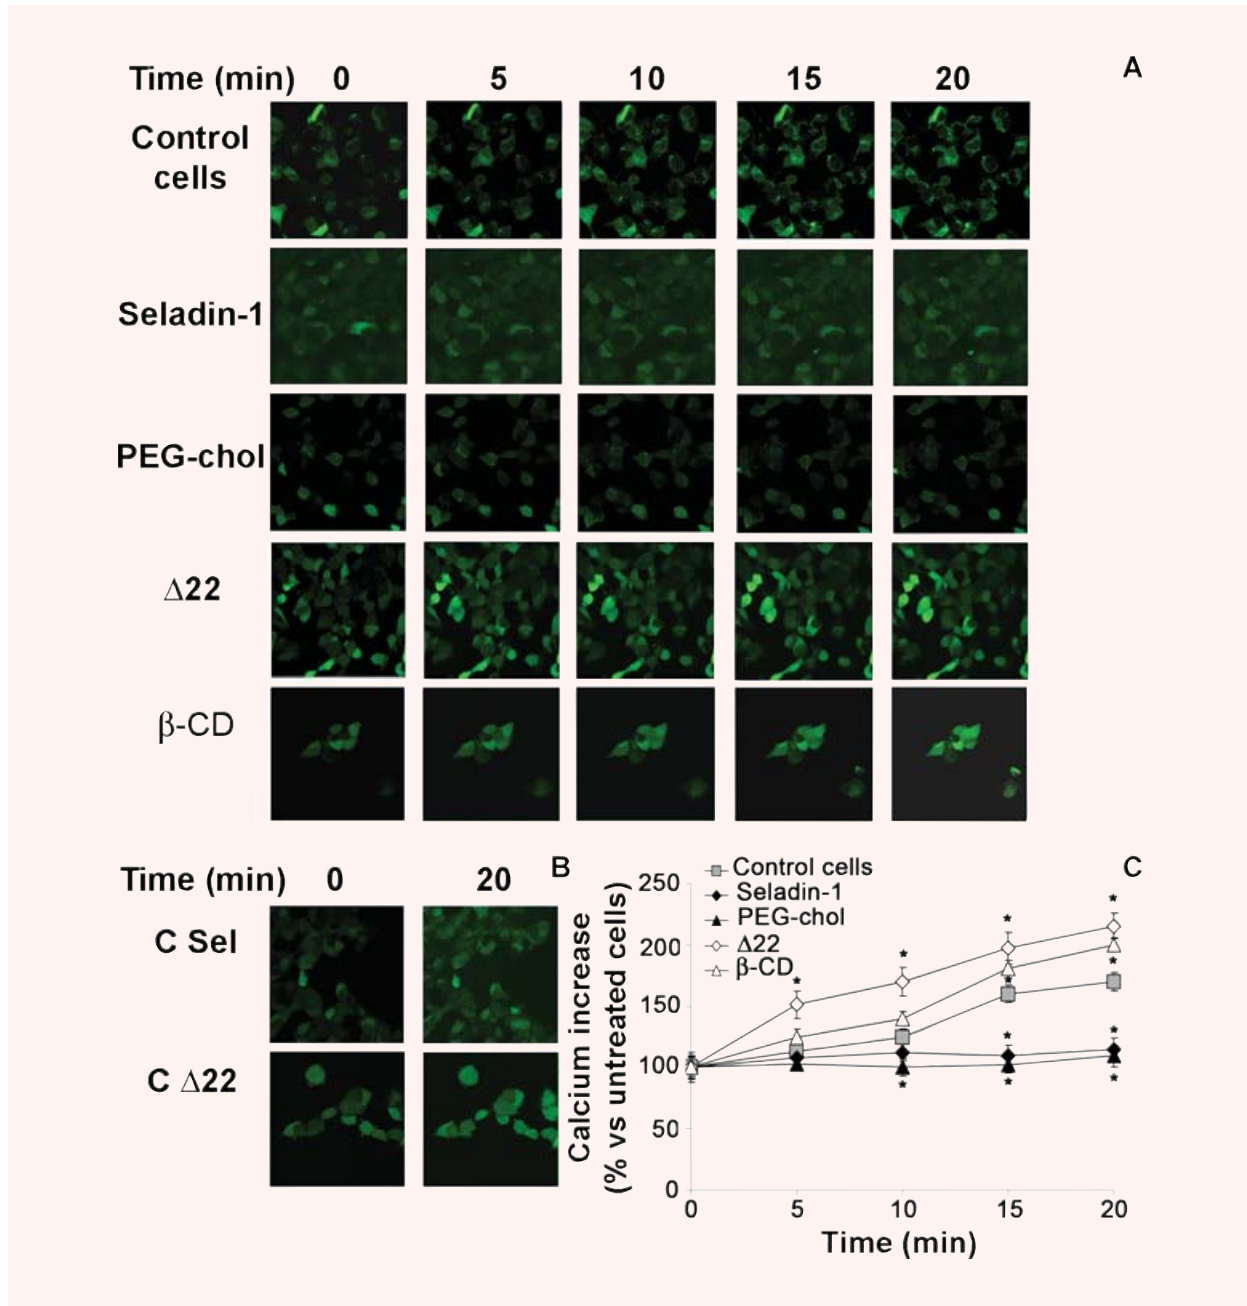 A
Time (min) 0 5 10 15 20
Control
cells
Seladin-1
PEG-chol
Δ22
β-CD
Time (min) 0 20 B
C Sel
C Δ22
C
Control cells
Seladin-1
PEG-chol
Δ22
β-CD
Calcium increase
(% vs untreated cells)
250
200
150
100
50
0
* * * *
* *
* *
* * *
0 5 10 15 20
Time (min)